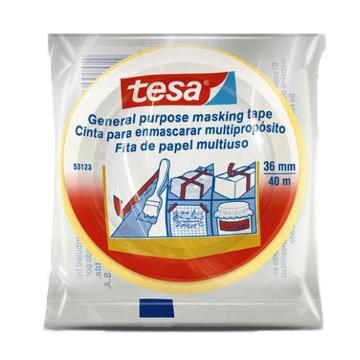 tesa
General purpose masking tape
Cinta para enmascarar multipropósito
Fita de papel multiuso
53123
36 mm
40 m